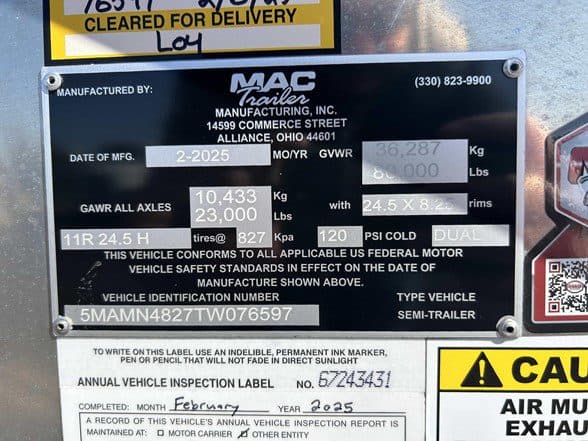 CLEARED FOR DELIVERY
Loy
MAC
Trailer
MANUFACTURED BY:
(330) 823-9900
MANUFACTURING, INC.
14599 COMMERCE STREET
ALLIANCE, OHIO 44601
DATE OF MFG. 2-2025 MO/YR GVWR 36,287 Kg
80,000 Lbs
GAWR ALL AXLES 10,433 Kg
23,000 Lbs with 24.5 X 8.25 rims
11R 24.5 H tires@ 827 Kpa 120 PSI COLD DUAL
THIS VEHICLE CONFORMS TO ALL APPLICABLE US FEDERAL MOTOR
VEHICLE SAFETY STANDARDS IN EFFECT ON THE DATE OF
MANUFACTURE SHOWN ABOVE.
VEHICLE IDENTIFICATION NUMBER TYPE VEHICLE
5MAMN4827TW076597 SEMI-TRAILER
TO WRITE ON THIS LABEL USE AN INDELIBLE, PERMANENT INK MARKER,
PEN OR PENCIL THAT WILL NOT FADE IN DIRECT SUNLIGHT
ANNUAL VEHICLE INSPECTION LABEL NO. 67243431
COMPLETED: MONTH February YEAR 2025
A RECORD OF THIS VEHICLE'S ANNUAL VEHICLE INSPECTION REPORT IS
MAINTAINED AT: MOTOR CARRIER OTHER ENTITY
CAU
AIR MU
EXHAU